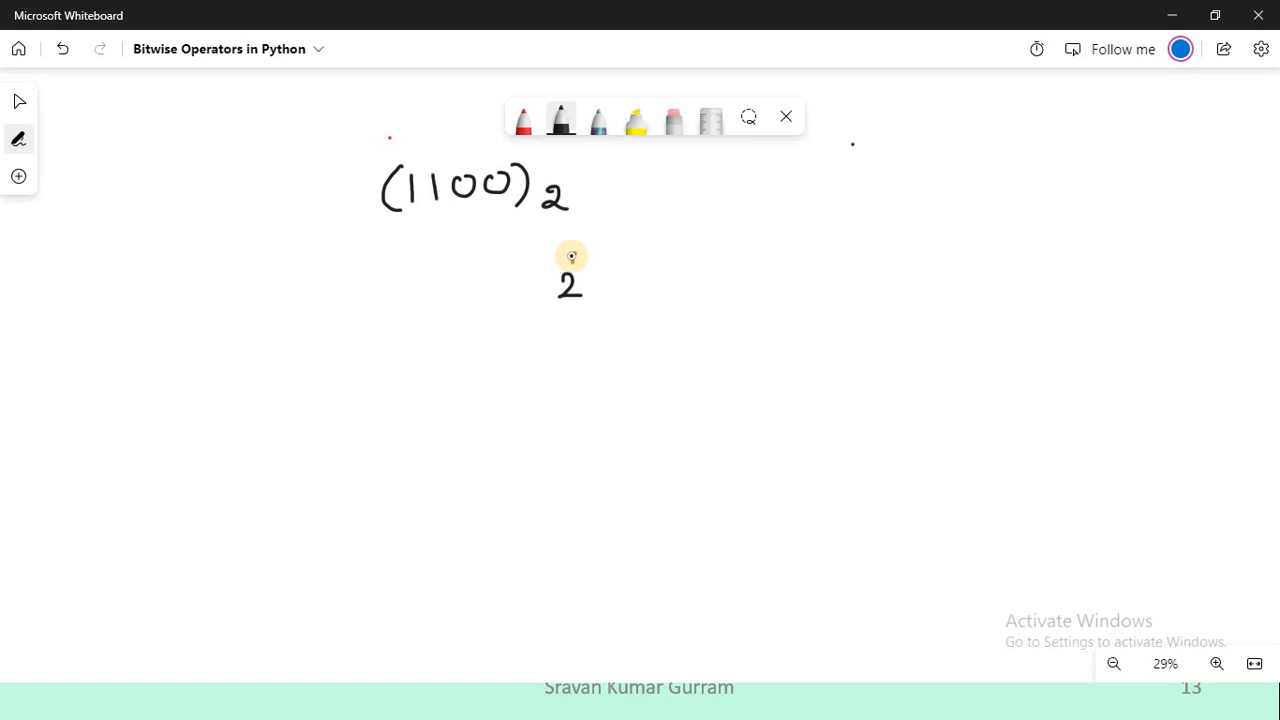 Microsoft Whiteboard
Bitwise Operators in Python
Follow me
(1100)2
2
Activate Windows
Go to Settings to activate Windows.
29%
Sravan Kumar Gurram
13